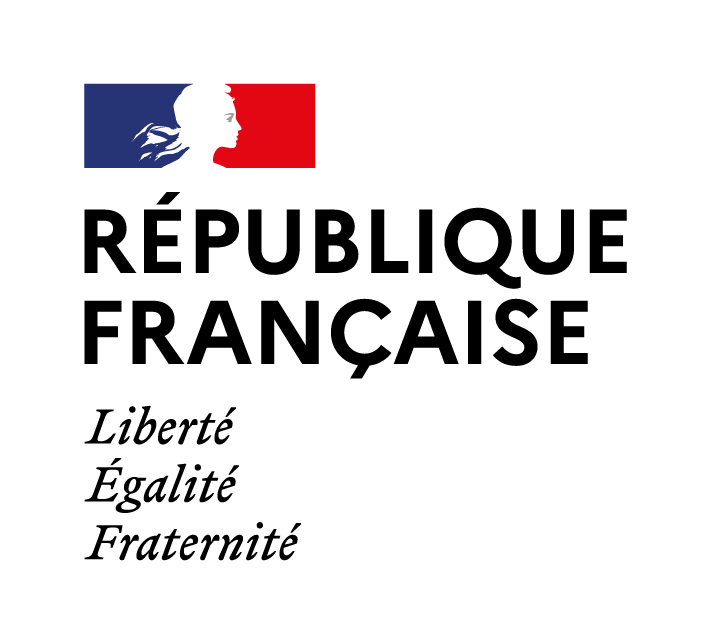 RÉPUBLIQUE
FRANÇAISE
Liberté
Égalité
Fraternité